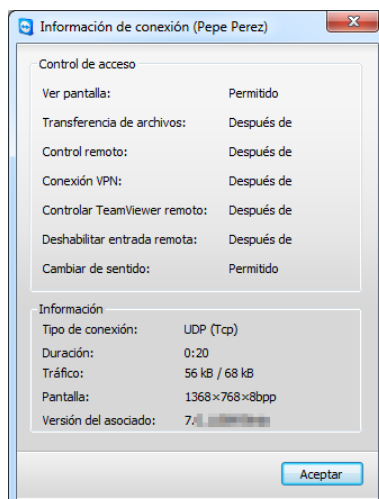 Información de conexión (Pepe Perez)
Control de acceso
Ver pantalla: Permitido
Transferencia de archivos: Después de
Control remoto: Después de
Conexión VPN: Después de
Controlar TeamViewer remoto: Después de
Deshabilitar entrada remota: Después de
Cambiar de sentido: Permitido
Información
Tipo de conexión: UDP (Tcp)
Duración: 0:20
Tráfico: 56 kB / 68 kB
Pantalla: 1368×768×8bpp
Versión del asociado: 7.
Aceptar